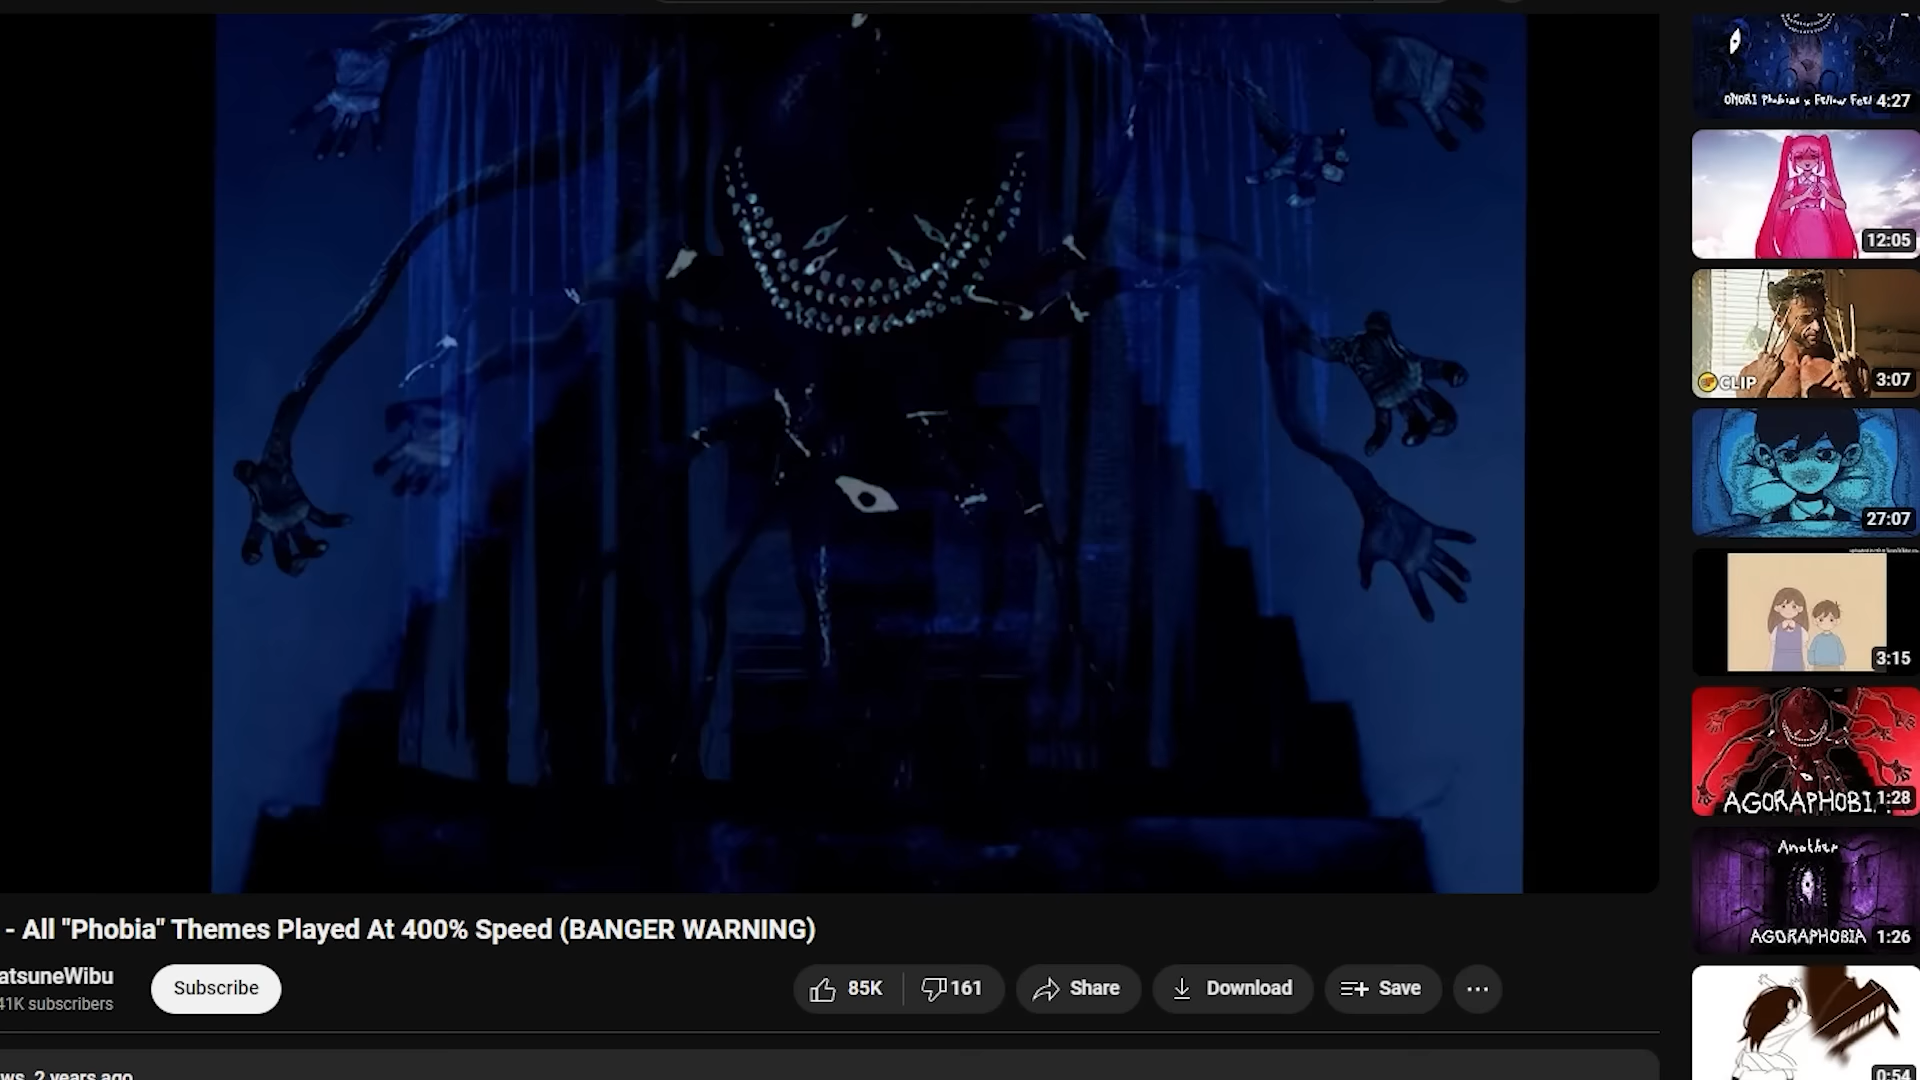 - All "Phobia" Themes Played At 400% Speed (BANGER WARNING)
atsuneWibu
41K subscribers
Subscribe
85K
161
Share
Download
Save
ws 2 years ago
OMORI Phobias x Fellow Feel
4:27
12:05
CLIP
3:07
27:07
3:15
AGORAPHOBI
1:28
Another
AGORAPHOBIA
1:26
0:54